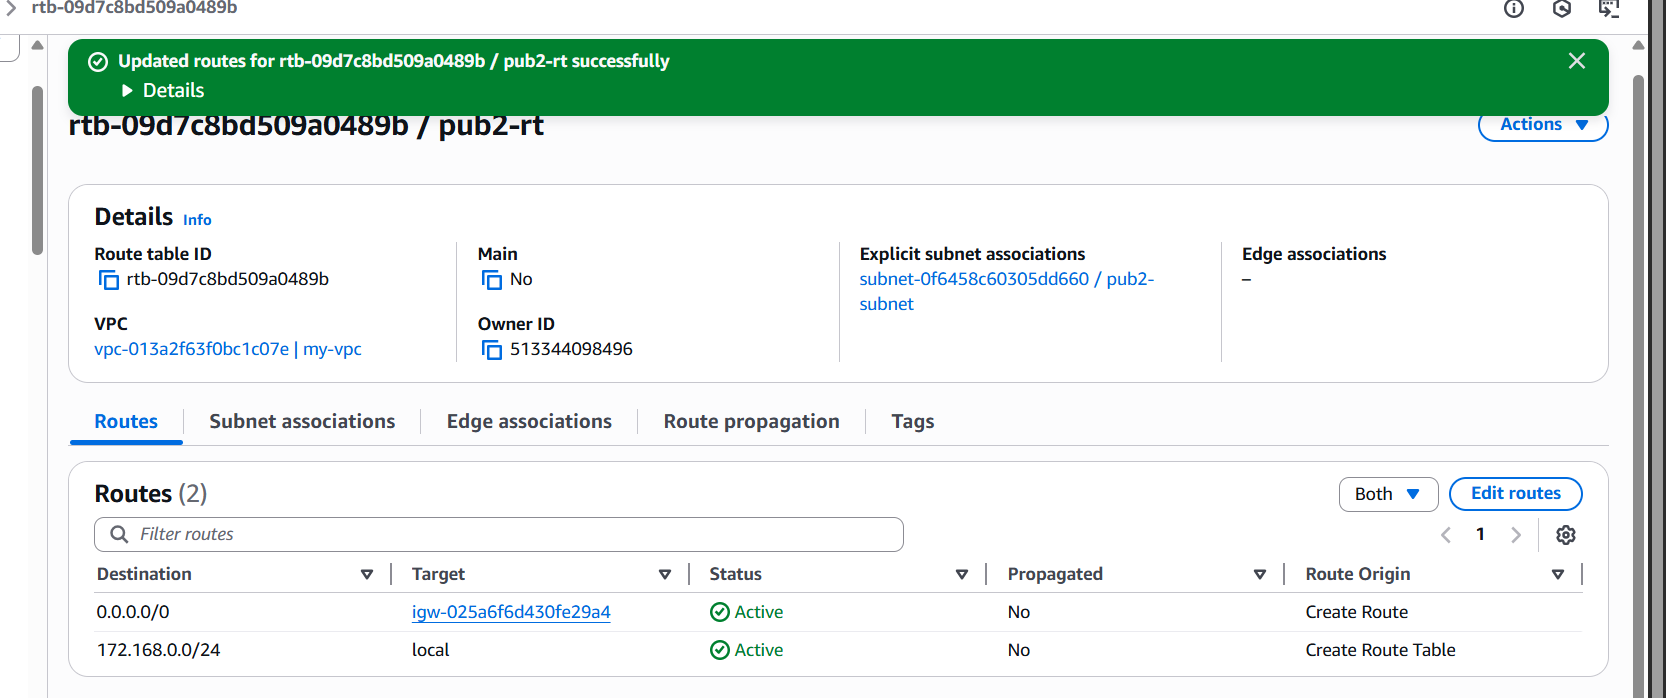 rtb-09d7c8bd509a0489b
Updated routes for rtb-09d7c8bd509a0489b / pub2-rt successfully
Details
rtb-09d7c8bd509a0489b / pub2-rt
Actions
Details Info
Route table ID
rtb-09d7c8bd509a0489b
VPC
vpc-013a2f63f0bc1c07e | my-vpc
Main
No
Owner ID
513344098496
Explicit subnet associations
subnet-0f6458c60305dd660 / pub2-
subnet
Edge associations
–
Routes Subnet associations Edge associations Route propagation Tags
Routes (2)
Both Edit routes
Filter routes
1
Destination Target Status Propagated Route Origin
0.0.0.0/0 igw-025a6f6d430fe29a4 Active No Create Route
172.168.0.0/24 local Active No Create Route Table